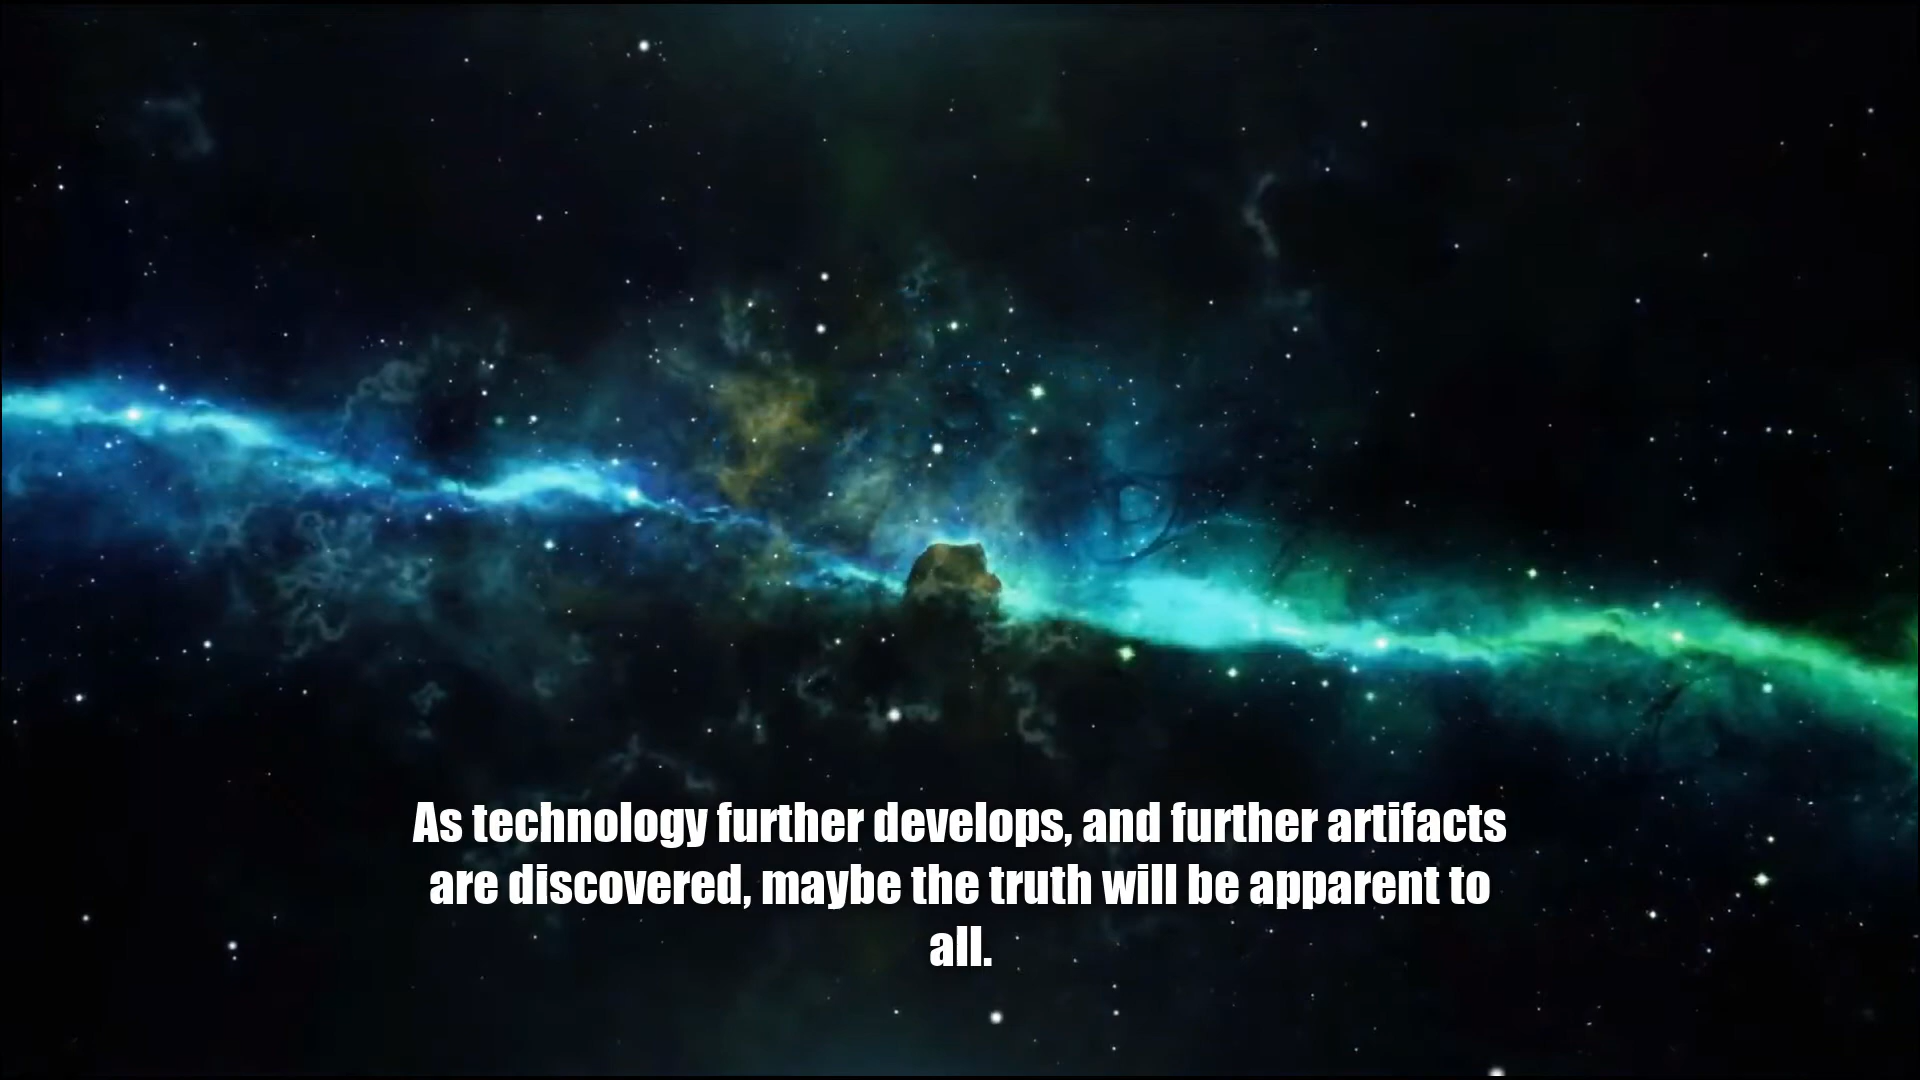 As technology further develops, and further artifacts
are discovered, maybe the truth will be apparent to
all.